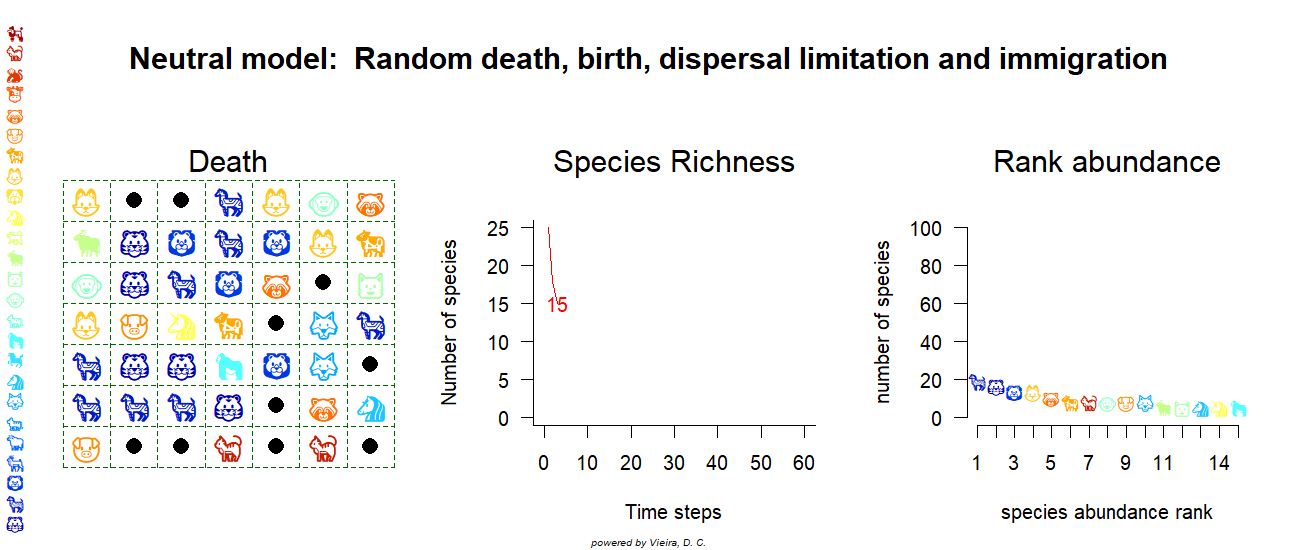 Neutral model:  Random death, birth, dispersal limitation and immigration
Death
Species Richness
Number of species
25
20
15
10
5
0
15
0 10 20 30 40 50 60
Time steps
Rank abundance
number of species
100
80
60
40
20
0
1 3 5 7 9 11 14
species abundance rank
powered by Vieira, D. C.